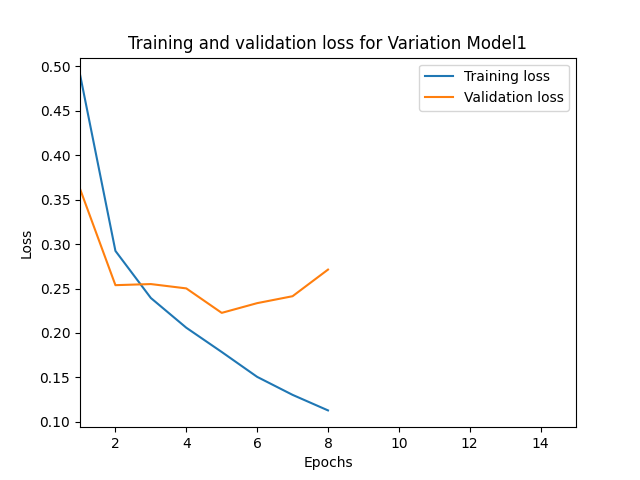 Training and validation loss for Variation Model1
Training loss
Validation loss
0.50
0.45
0.40
0.35
0.30
0.25
0.20
0.15
0.10
Loss
2 4 6 8 10 12 14
Epochs